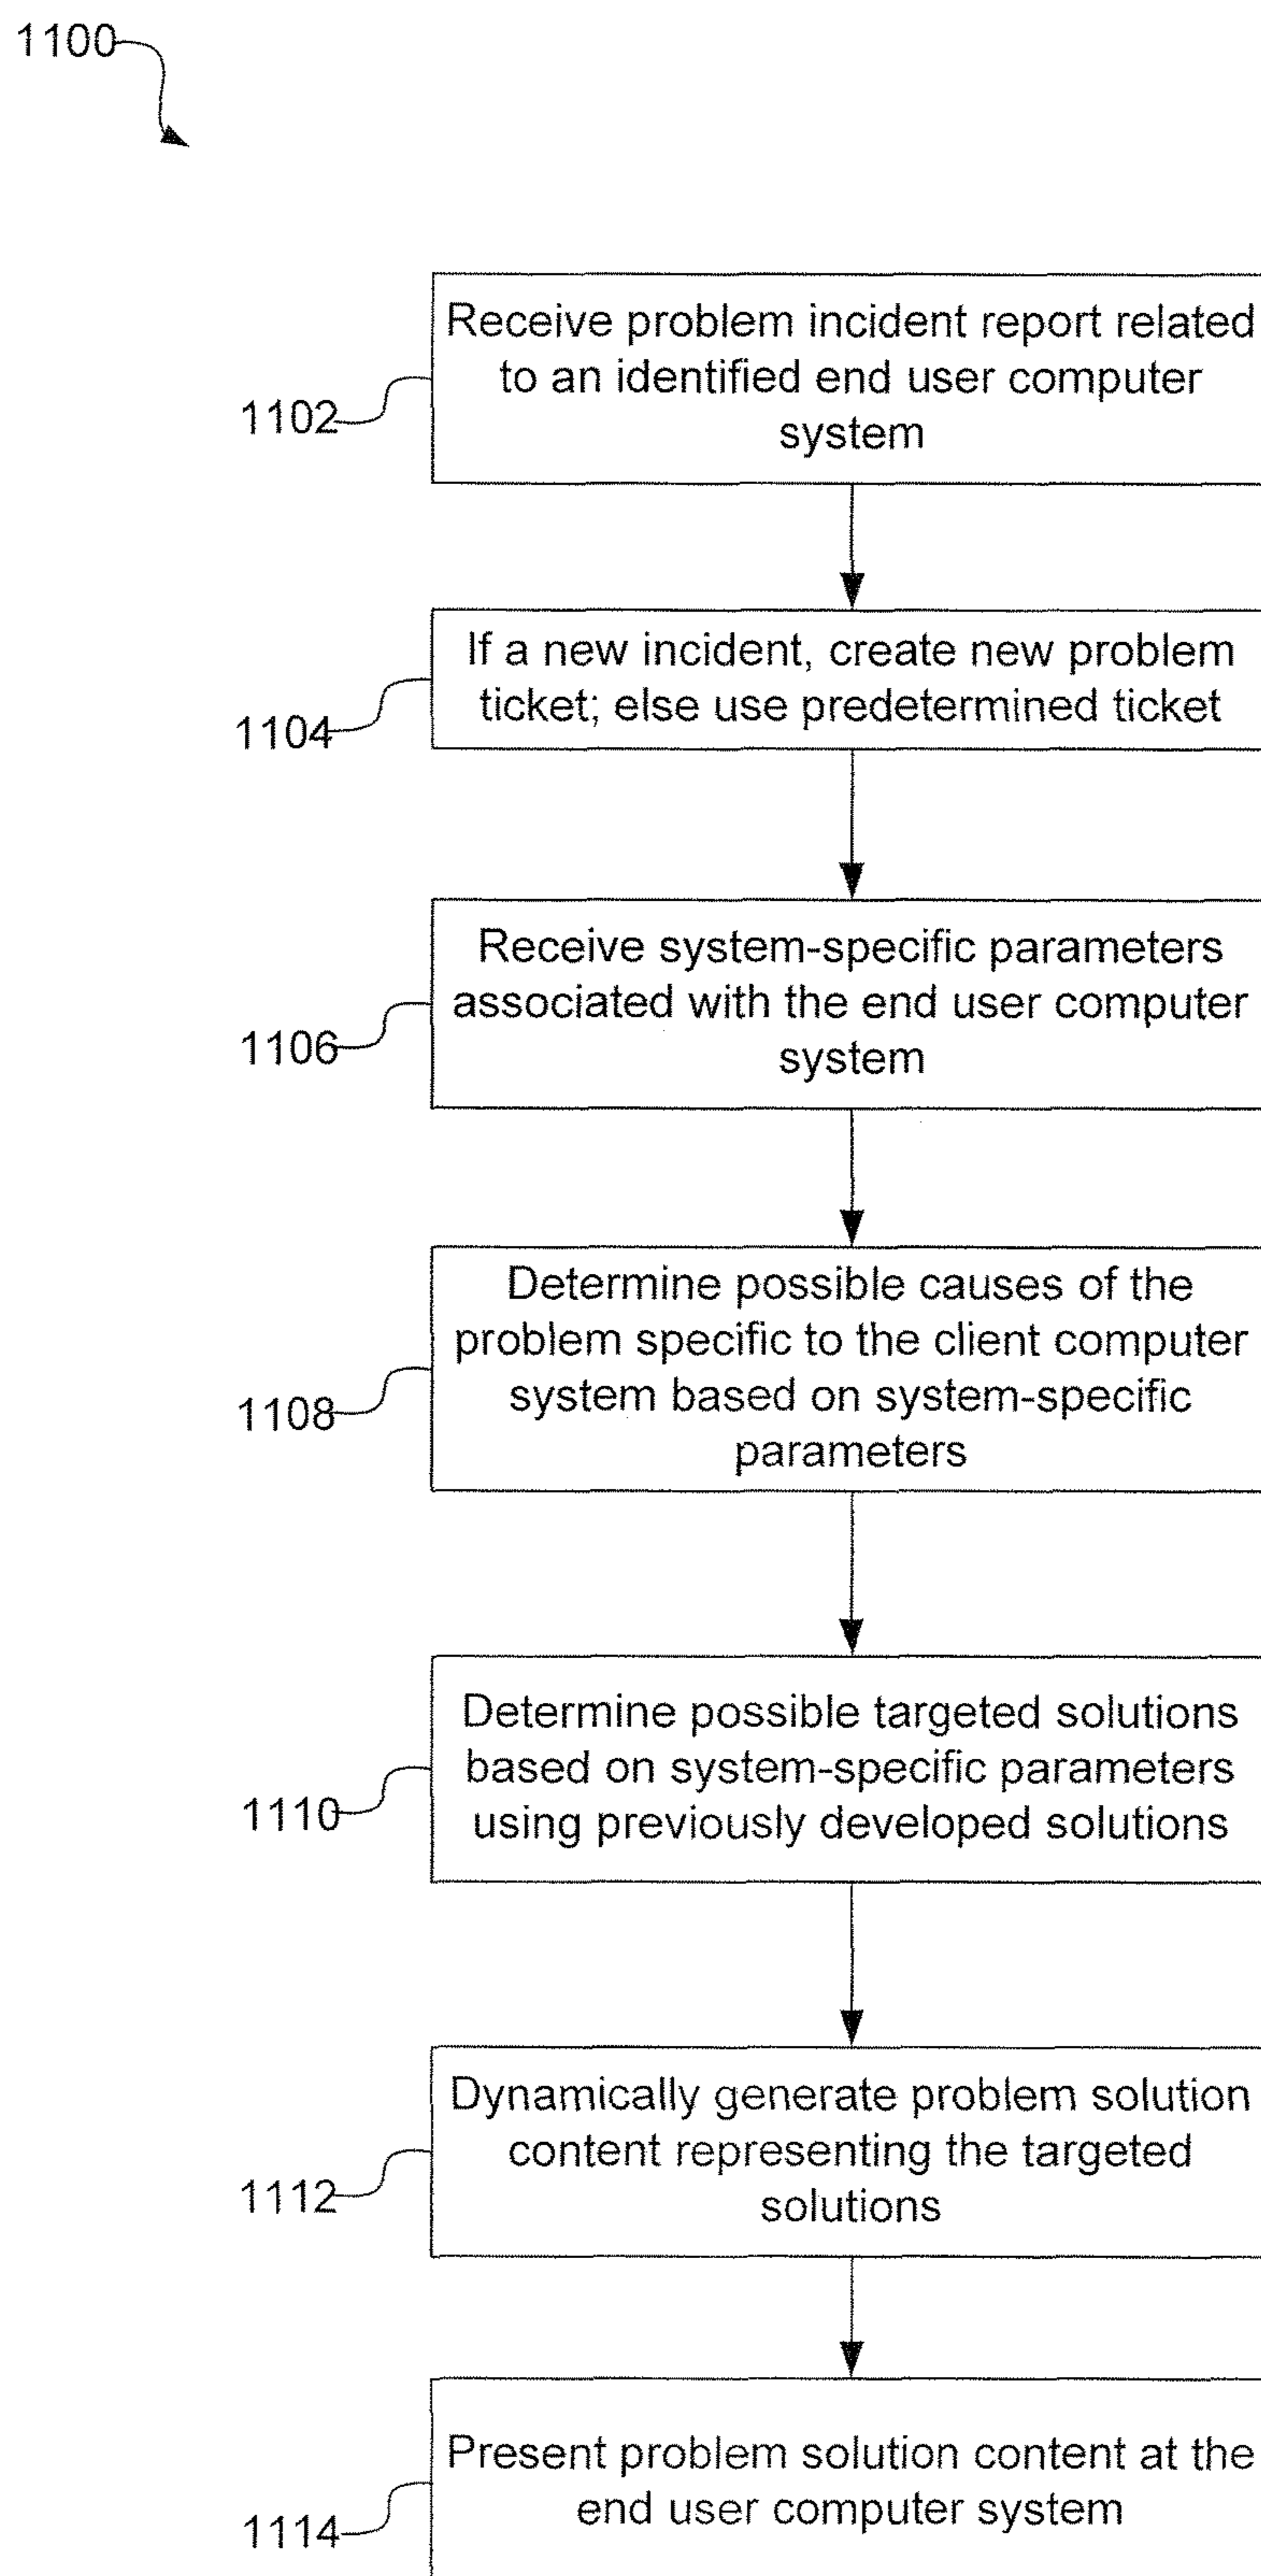 1100
Receive problem incident report related
to an identified end user computer
system
1102
If a new incident, create new problem
ticket; else use predetermined ticket
1104
Receive system-specific parameters
associated with the end user computer
system
1106
Determine possible causes of the
problem specific to the client computer
system based on system-specific
parameters
1108
Determine possible targeted solutions
based on system-specific parameters
using previously developed solutions
1110
Dynamically generate problem solution
content representing the targeted
solutions
1112
Present problem solution content at the
end user computer system
1114